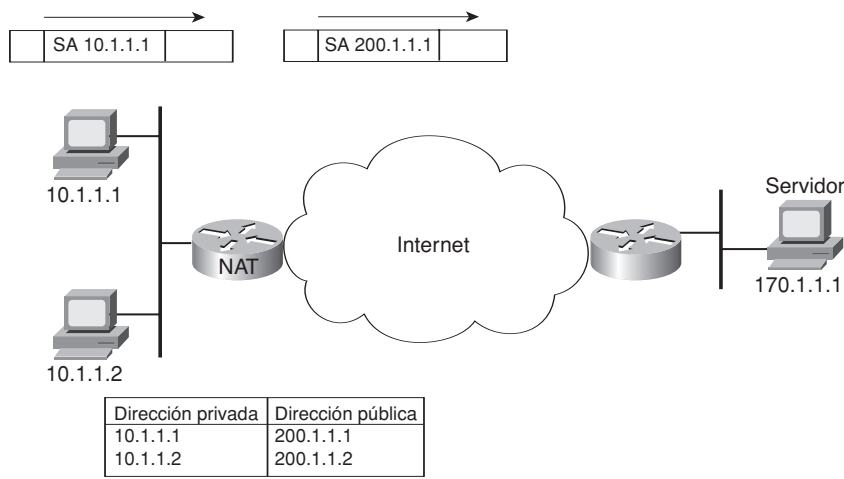 SA 10.1.1.1
SA 200.1.1.1
10.1.1.1
Servidor
Internet
NAT
170.1.1.1
10.1.1.2
Dirección privada Dirección pública
10.1.1.1 200.1.1.1
10.1.1.2 200.1.1.2